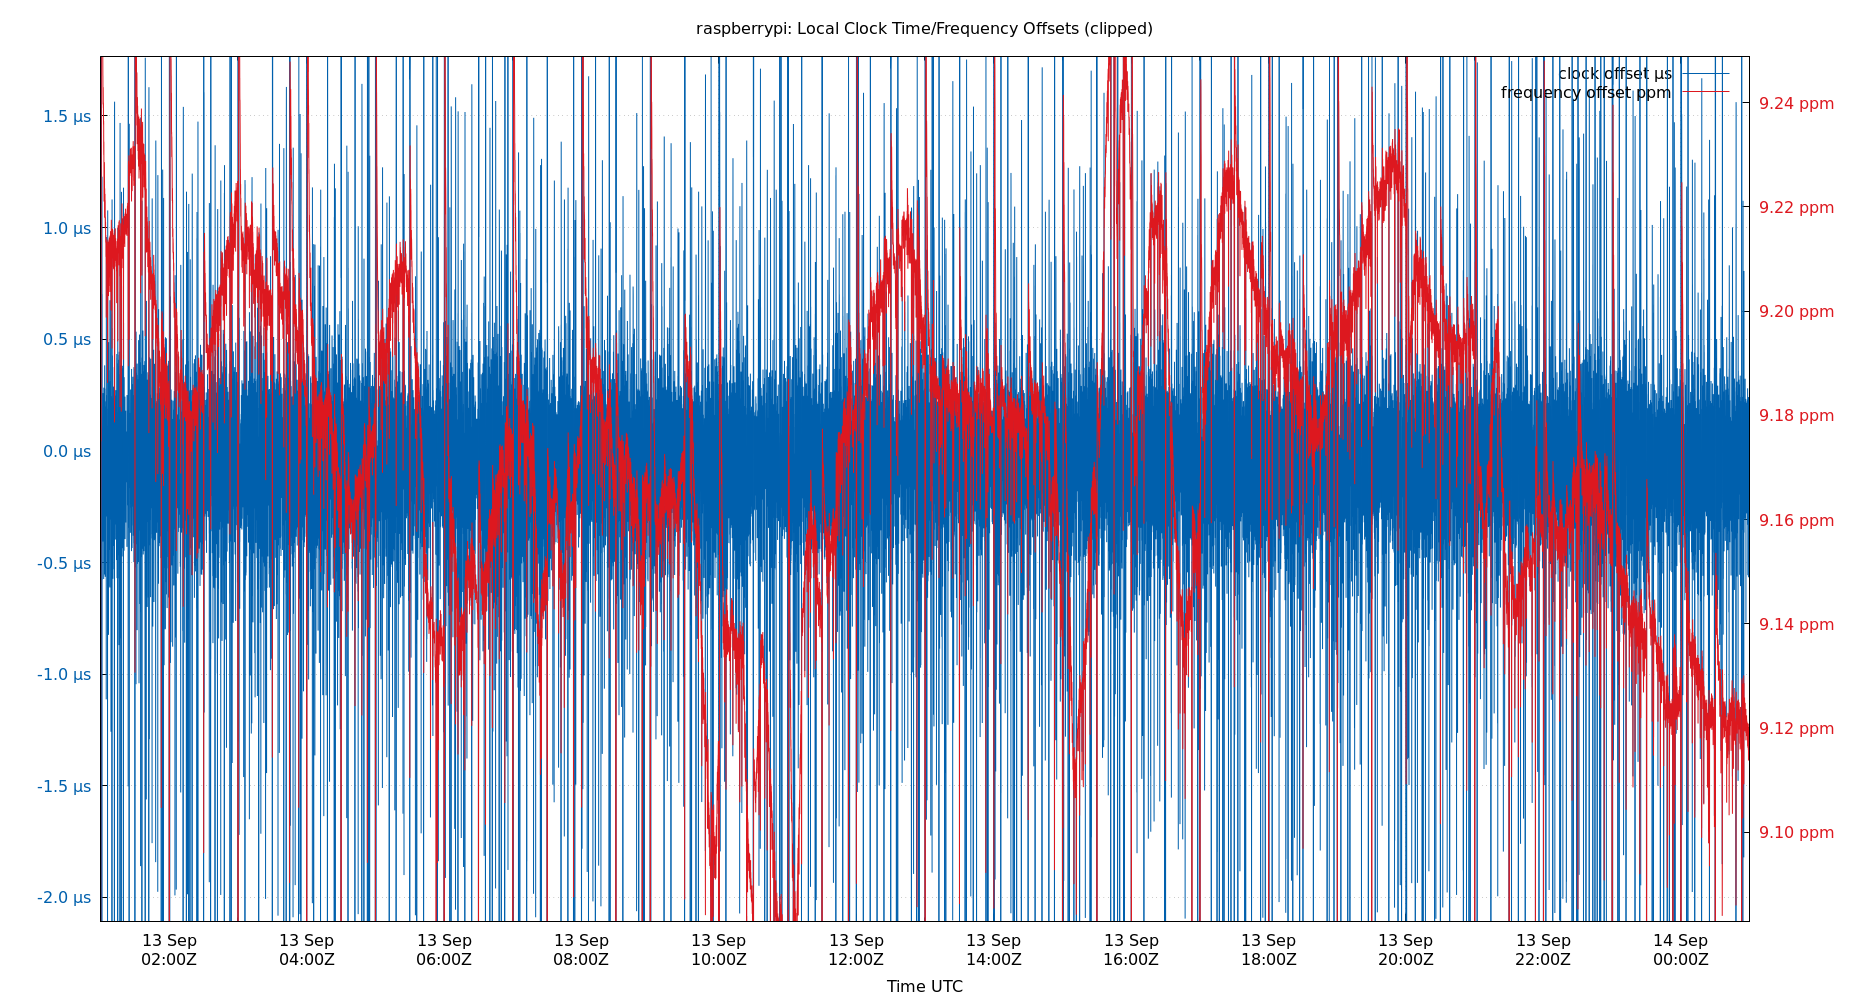 raspberrypi: Local Clock Time/Frequency Offsets (clipped)
clock offset µs
frequency offset ppm
1.5 µs
1.0 µs
0.5 µs
0.0 µs
-0.5 µs
-1.0 µs
-1.5 µs
-2.0 µs
9.24 ppm
9.22 ppm
9.20 ppm
9.18 ppm
9.16 ppm
9.14 ppm
9.12 ppm
9.10 ppm
13 Sep 13 Sep 13 Sep 13 Sep 13 Sep 13 Sep 13 Sep 13 Sep 13 Sep 13 Sep 13 Sep 14 Sep
02:00Z 04:00Z 06:00Z 08:00Z 10:00Z 12:00Z 14:00Z 16:00Z 18:00Z 20:00Z 22:00Z 00:00Z
Time UTC